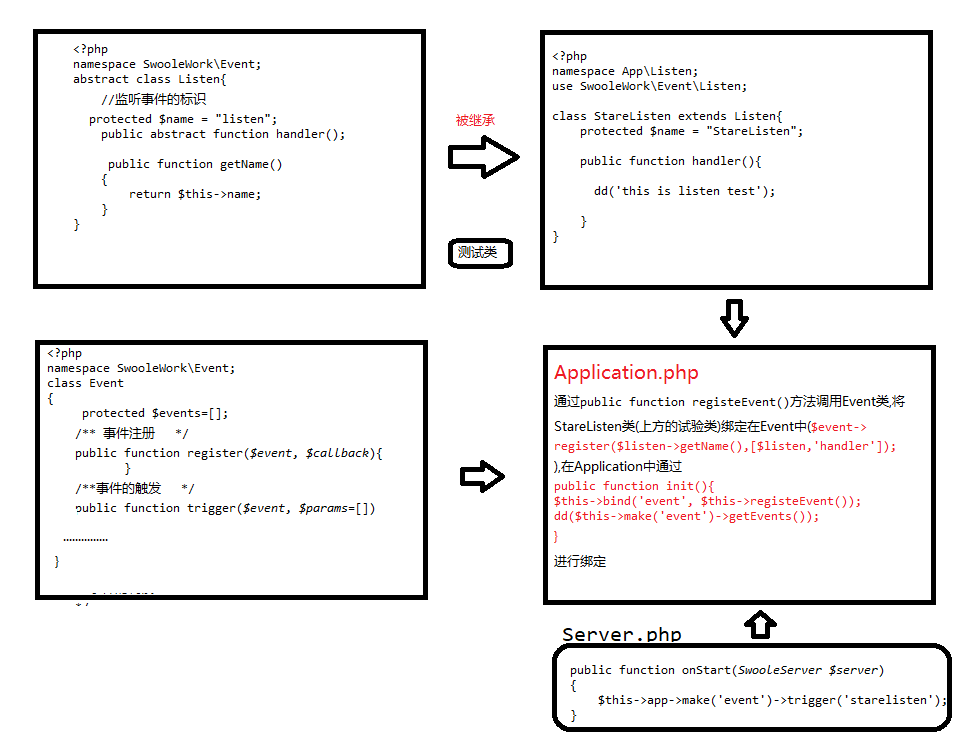 <?php
namespace SwooleWork\Event;
abstract class Listen{
//监听事件的标识
protected $name = "listen";
public abstract function handler();
public function getName()
{
return $this->name;
}
}
被继承
测试类
<?php
namespace App\Listen;
use SwooleWork\Event\Listen;
class StareListen extends Listen{
protected $name = "StareListen";
public function handler(){
dd('this is listen test');
}
}
<?php
namespace SwooleWork\Event;
class Event
{
protected $events=[];
/** 事件注册 */
public function register($event, $callback){
}
/**事件的触发 */
public function trigger($event, $params=[])
...............
}
*/
Application.php
通过public function registeEvent()方法调用Event类,将
StareListen类(上方的试验类)绑定在Event中($event->
register($listen->getName(),[$listen,'handler']);
),在Application中通过
public function init(){
$this->bind('event', $this->registeEvent());
dd($this->make('event')->getEvents());
}
进行绑定
Server.php
public function onStart(SwooleServer $server)
{
$this->app->make('event')->trigger('starelisten');
}